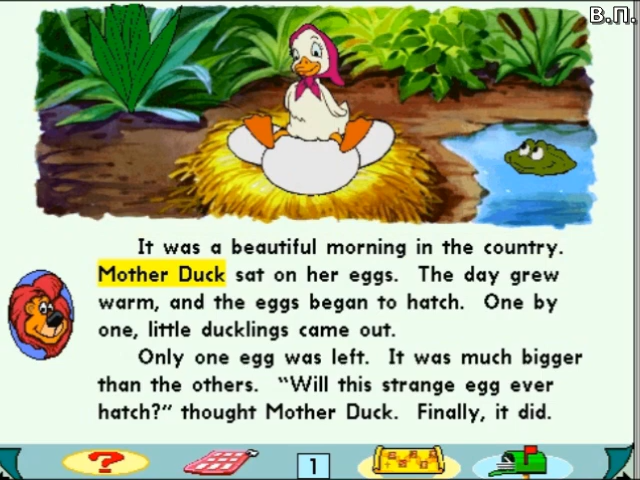 В.П.
It was a beautiful morning in the country.
Mother Duck sat on her eggs. The day grew
warm, and the eggs began to hatch. One by
one, little ducklings came out.
Only one egg was left. It was much bigger
than the others. “Will this strange egg ever
hatch?” thought Mother Duck. Finally, it did.
?
1